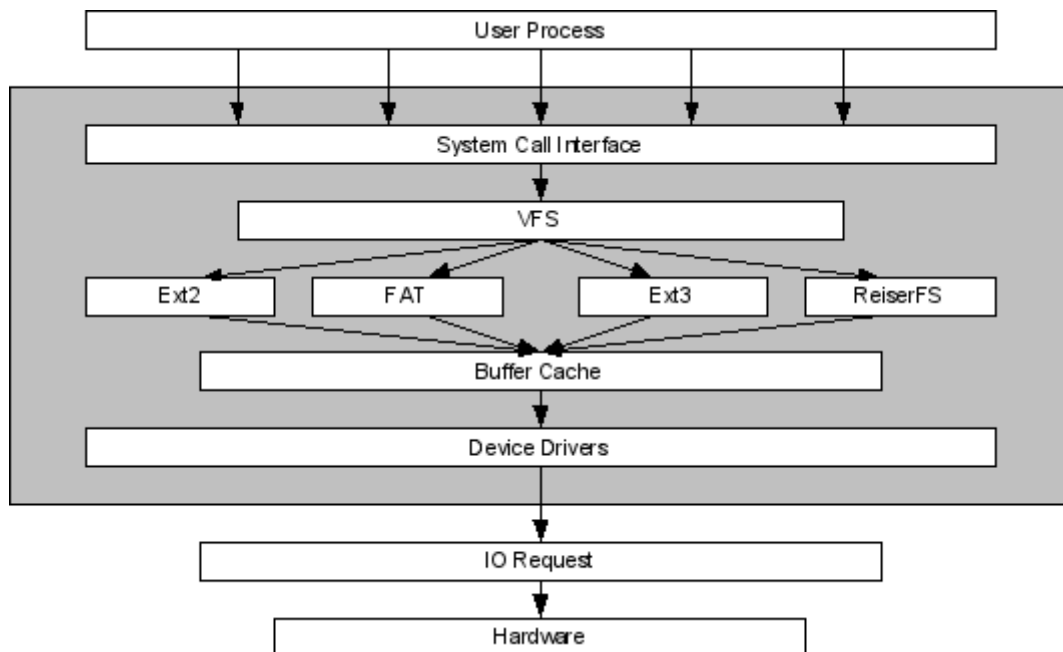 User Process
System Call Interface
VFS
Ext2
FAT
Ext3
ReiserFS
Buffer Cache
Device Drivers
IO Request
Hardware